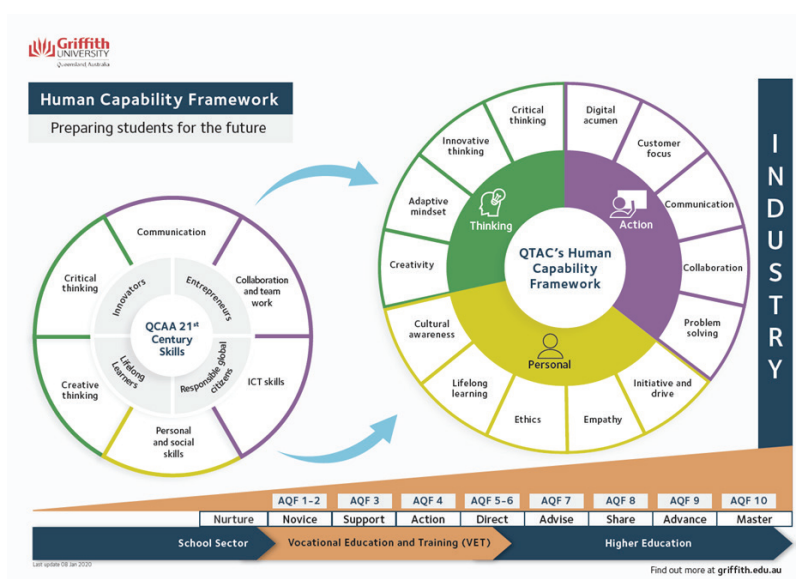 Griffith
UNIVERSITY
Queensland, Australia
Human Capability Framework
Preparing students for the future
Communication
Critical
thinking
Collaboration
and team
work
Creative
thinking
ICT skills
Personal
and social
skills
Innovators
Entrepreneurs
Lifelong
Learners
Responsible global
citizens
QCAA 21st
Century
Skills
Critical
thinking
Digital
acumen
Innovative
thinking
Customer
focus
Adaptive
mindset
Communication
Creativity
Collaboration
Cultural
awareness
Problem
solving
Lifelong
learning
Initiative and
drive
Ethics
Empathy
Thinking
Action
Personal
QTAC's Human
Capability
Framework
INDUSTRY
AQF 1-2
AQF 3
AQF 4
AQF 5-6
AQF 7
AQF 8
AQF 9
AQF 10
Nurture
Novice
Support
Action
Direct
Advise
Share
Advance
Master
School Sector
Vocational Education and Training (VET)
Higher Education
Last update 08 Jan 2020
Find out more at griffith.edu.au